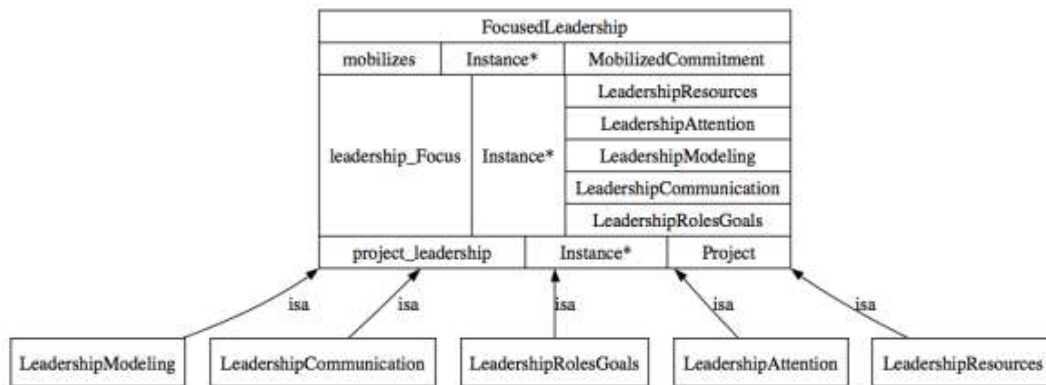 FocusedLeadership
mobilizes Instance* MobilizedCommitment
leadership_Focus Instance* LeadershipResources
LeadershipAttention
LeadershipModeling
LeadershipCommunication
LeadershipRolesGoals
project_leadership Instance* Project
isa isa isa isa isa
LeadershipModeling LeadershipCommunication LeadershipRolesGoals LeadershipAttention LeadershipResources